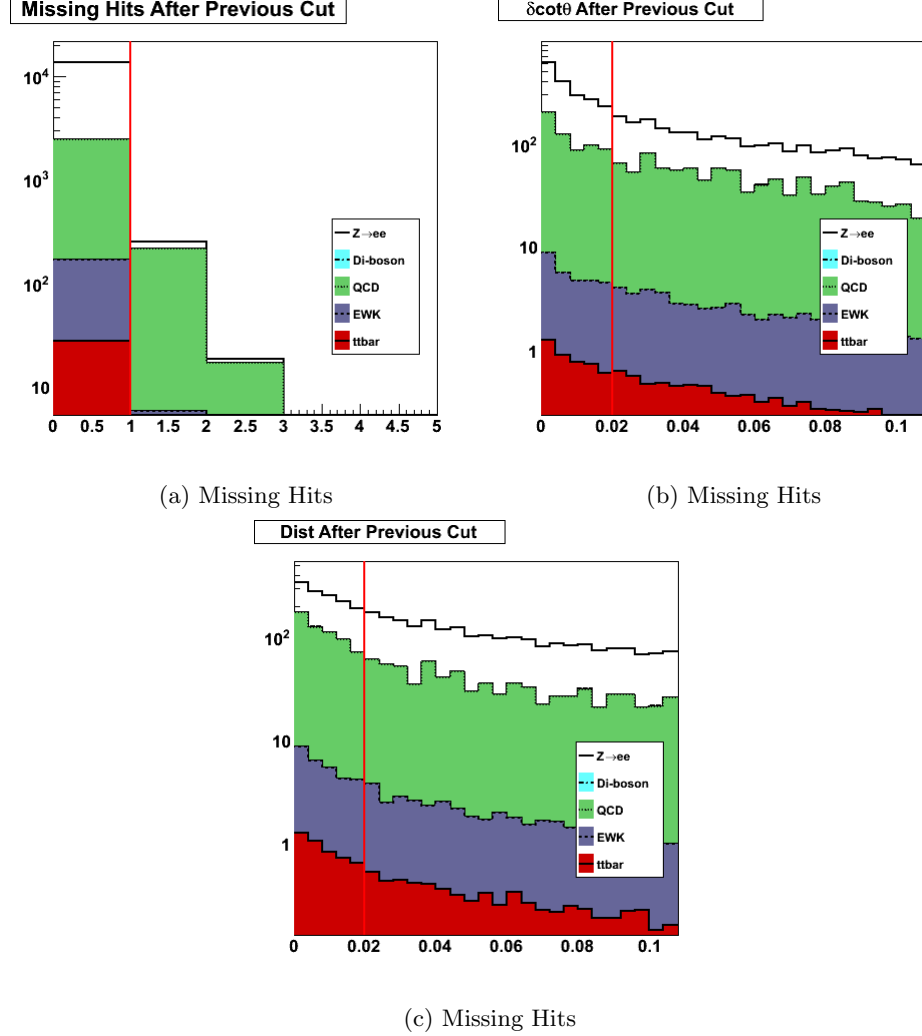 Missing Hits After Previous Cut
10⁴
10³
10²
10
0 0.5 1 1.5 2 2.5 3 3.5 4 4.5 5
Z→ee
Di-boson
QCD
EWK
ttbar
(a) Missing Hits
δcotθ After Previous Cut
10²
10
1
0 0.02 0.04 0.06 0.08 0.1
Z→ee
Di-boson
QCD
EWK
ttbar
(b) Missing Hits
Dist After Previous Cut
10²
10
1
0 0.02 0.04 0.06 0.08 0.1
Z→ee
Di-boson
QCD
EWK
ttbar
(c) Missing Hits